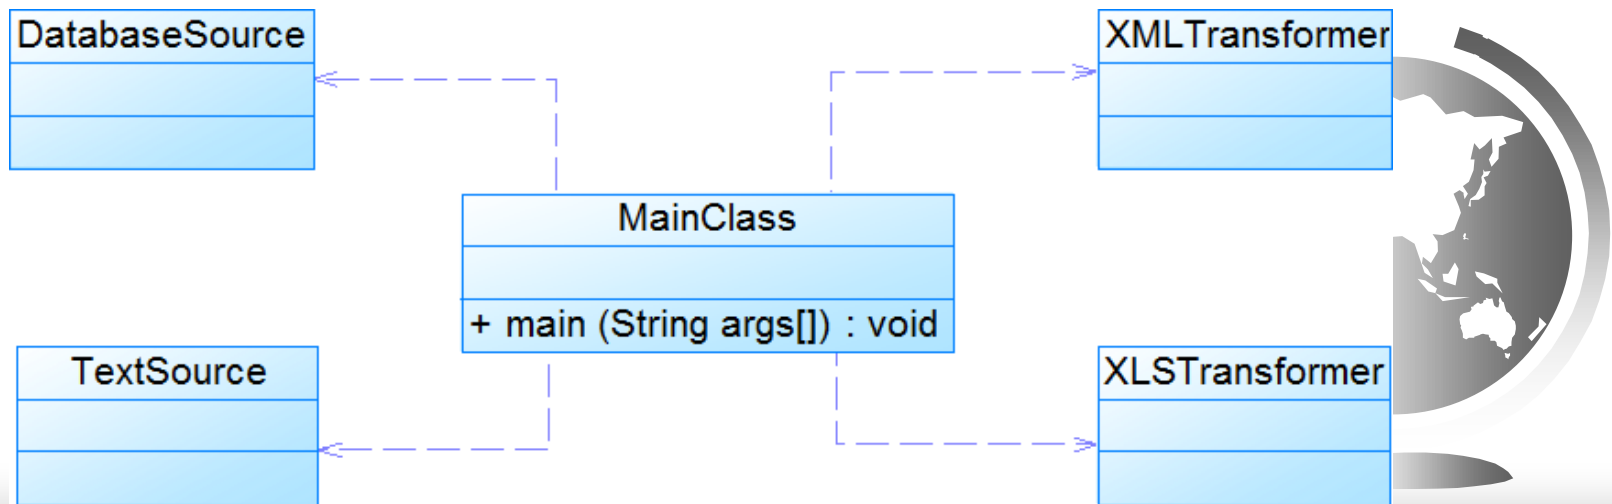 DatabaseSource
XMLTransformer
MainClass
+ main (String args[]) : void
TextSource
XLSTransformer